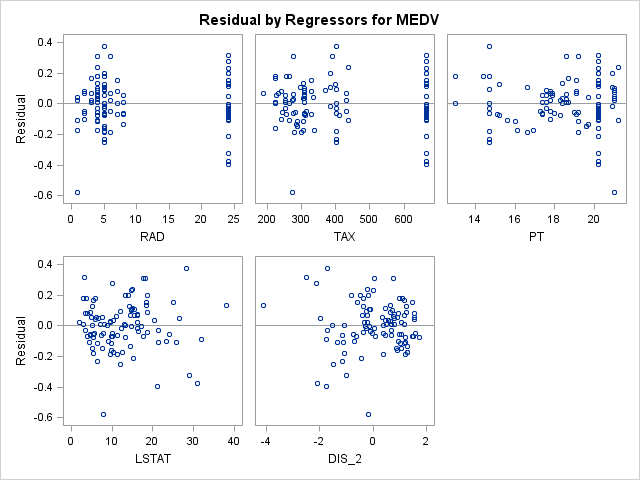 Residual by Regressors for MEDV
0.4
0.2
0.0
-0.2
-0.4
-0.6
Residual
0 5 10 15 20 25
RAD
200 300 400 500 600
TAX
14 16 18 20
PT
0.4
0.2
0.0
-0.2
-0.4
-0.6
Residual
0 10 20 30 40
LSTAT
-4 -2 0 2
DIS_2